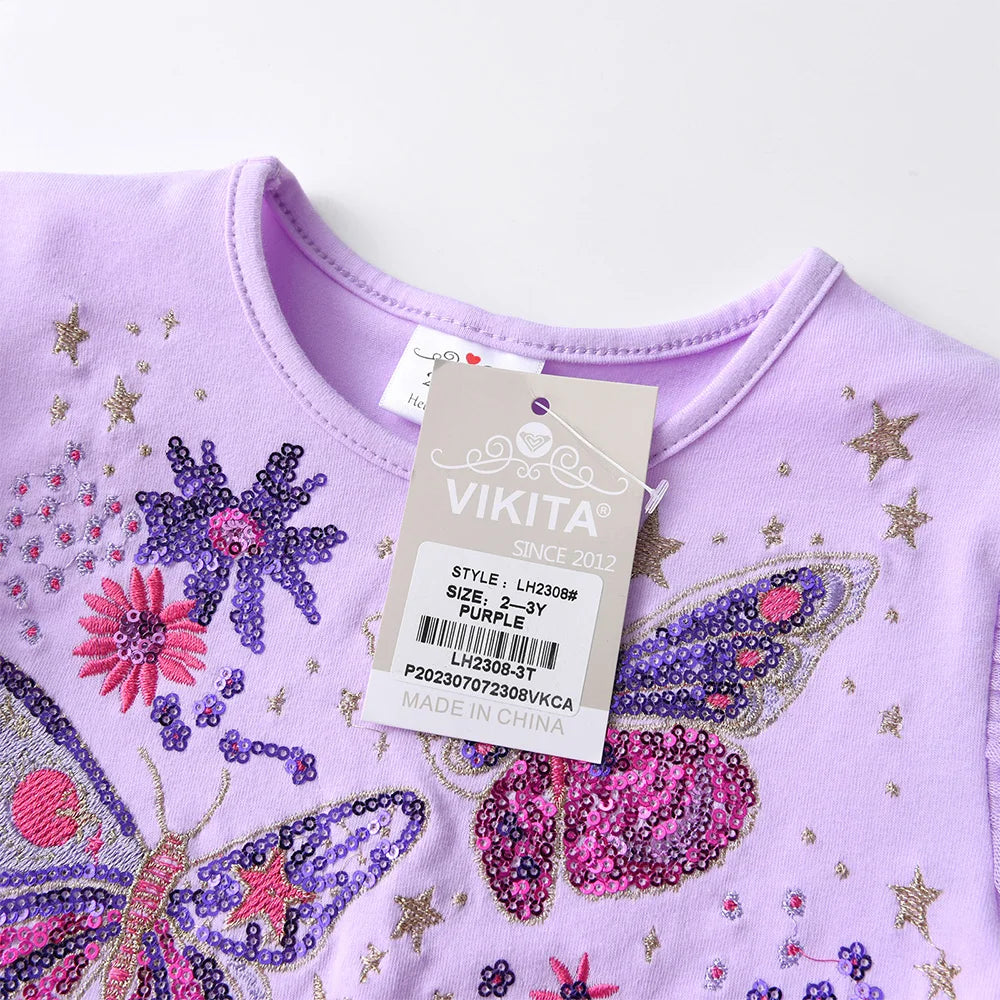 VIKITA®
SINCE 2012
STYLE : LH2308#
SIZE: 2—3Y
PURPLE
LH2308-3T
P202307072308VKCA
MADE IN CHINA